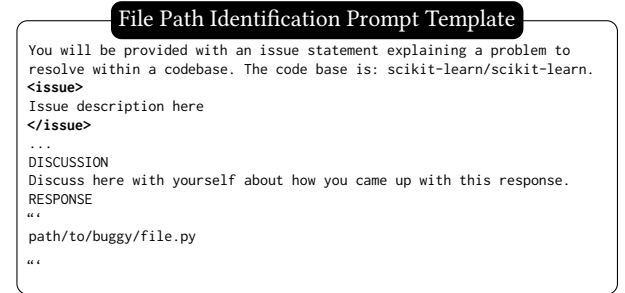 File Path Identification Prompt Template
You will be provided with an issue statement explaining a problem to
resolve within a codebase. The code base is: scikit-learn/scikit-learn.
<issue>
Issue description here
</issue>
...
DISCUSSION
Discuss here with yourself about how you came up with this response.
RESPONSE
“‘
path/to/buggy/file.py
“‘